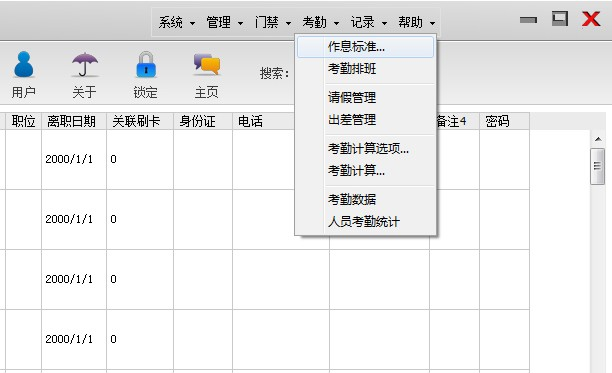 系统 管理 门禁 考勤 记录 帮助
作息标准...
考勤排班
请假管理
出差管理
考勤计算选项...
考勤计算...
考勤数据
人员考勤统计
用户 关于 锁定 主页 搜索:
职位 离职日期 关联刷卡 身份证 电话 备注4 密码
2000/1/1 0
2000/1/1 0
2000/1/1 0
2000/1/1 0